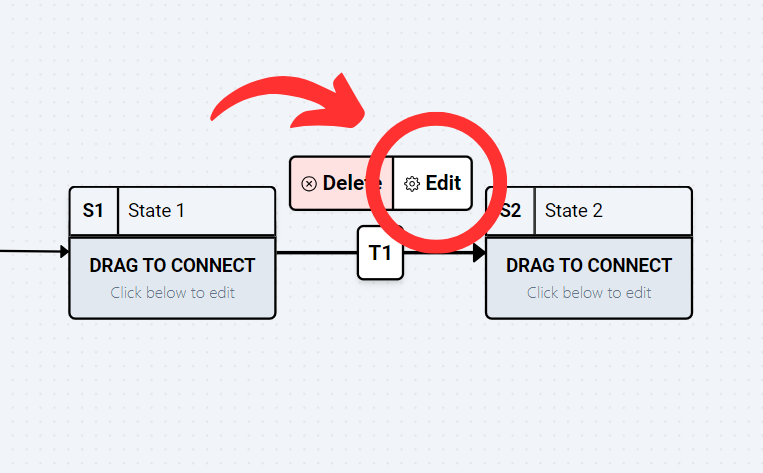 Delete Edit
S1 State 1
S2 State 2
T1
DRAG TO CONNECT
Click below to edit
DRAG TO CONNECT
Click below to edit